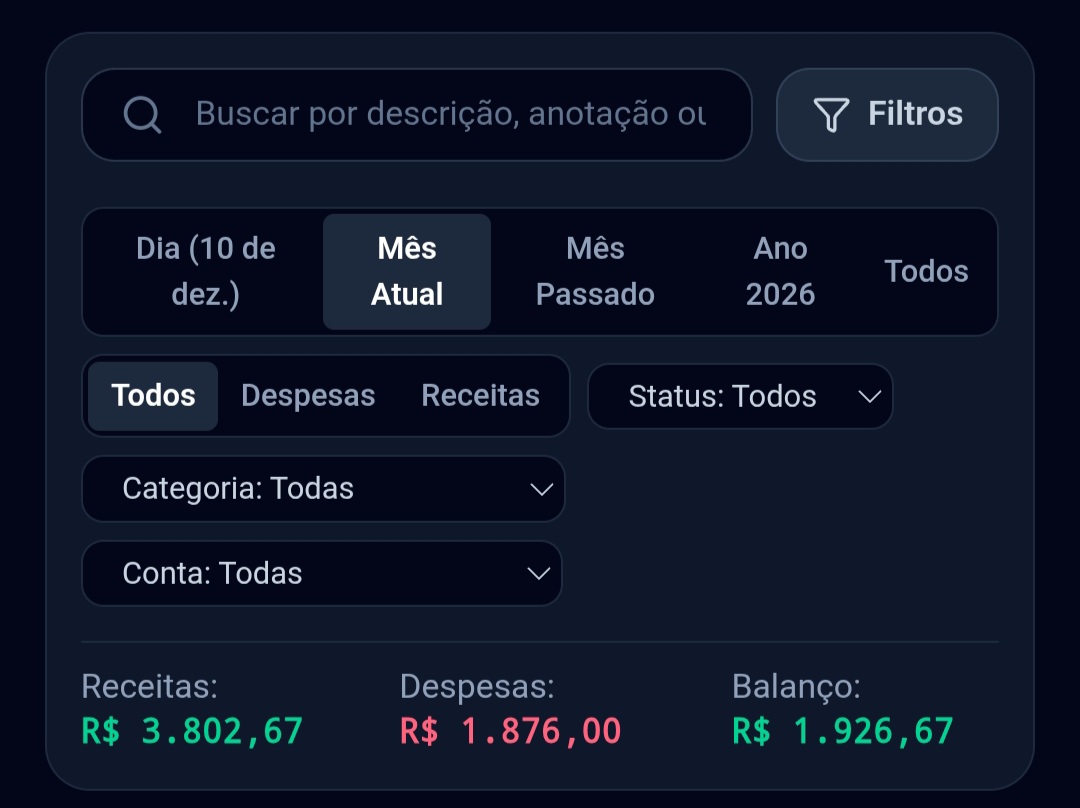 Buscar por descrição, anotação ou
Filtros
Dia (10 de
dez.)
Mês
Atual
Mês
Passado
Ano
2026
Todos
Todos
Despesas
Receitas
Status: Todos
Categoria: Todas
Conta: Todas
Receitas:
R$ 3.802,67
Despesas:
R$ 1.876,00
Balanço:
R$ 1.926,67